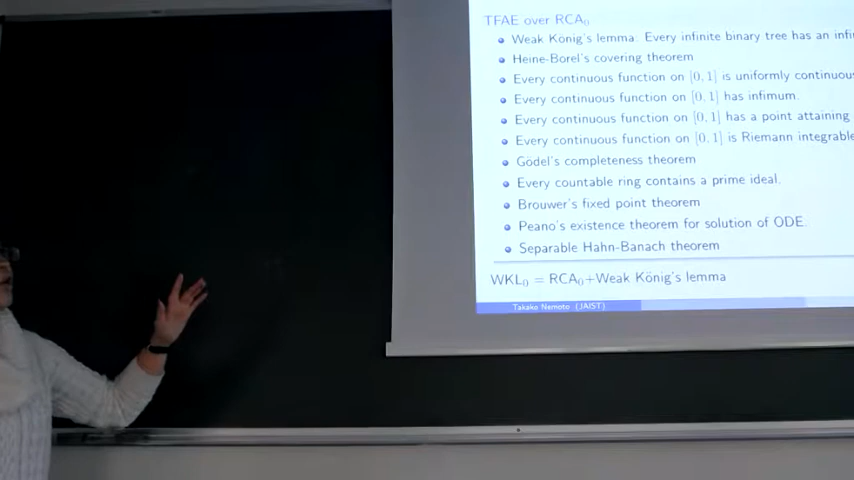 TFAE over RCA₀
• Weak König's lemma: Every infinite binary tree has an
• Heine-Borel's covering theorem
• Every continuous function on [0, 1] is uniformly continuous
• Every continuous function on [0, 1] has infimum.
• Every continuous function on [0, 1] has a point attaining
• Every continuous function on [0, 1] is Riemann integrable
• Gödel's completeness theorem
• Every countable ring contains a prime ideal.
• Brouwer's fixed point theorem
• Peano's existence theorem for solution of ODE.
• Separable Hahn-Banach theorem
WKL₀ = RCA₀+Weak König's lemma
Takako Nemoto (JAIST)